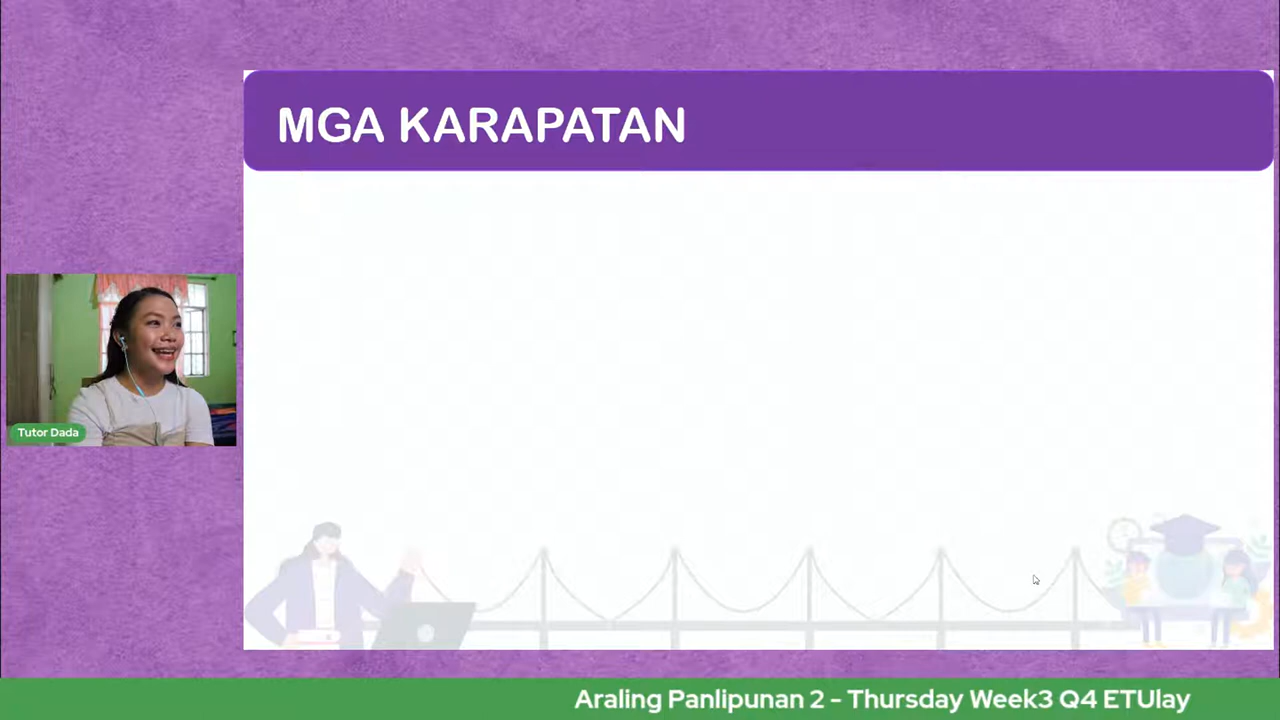 MGA KARAPATAN
Tutor Dada
Araling Panlipunan 2 - Thursday Week3 Q4 ETUlay